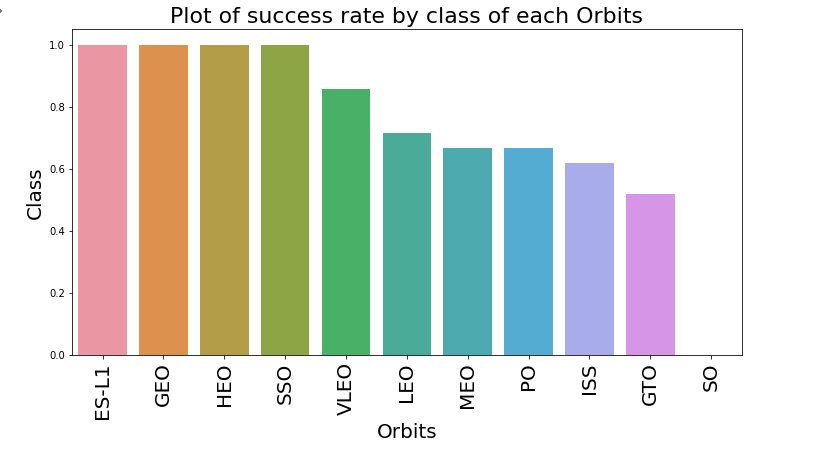 Plot of success rate by class of each Orbits
1.0
0.8
0.6
0.4
0.2
0.0
Class
ES-L1
GEO
HEO
SSO
VLEO
LEO
MEO
PO
ISS
GTO
SO
Orbits